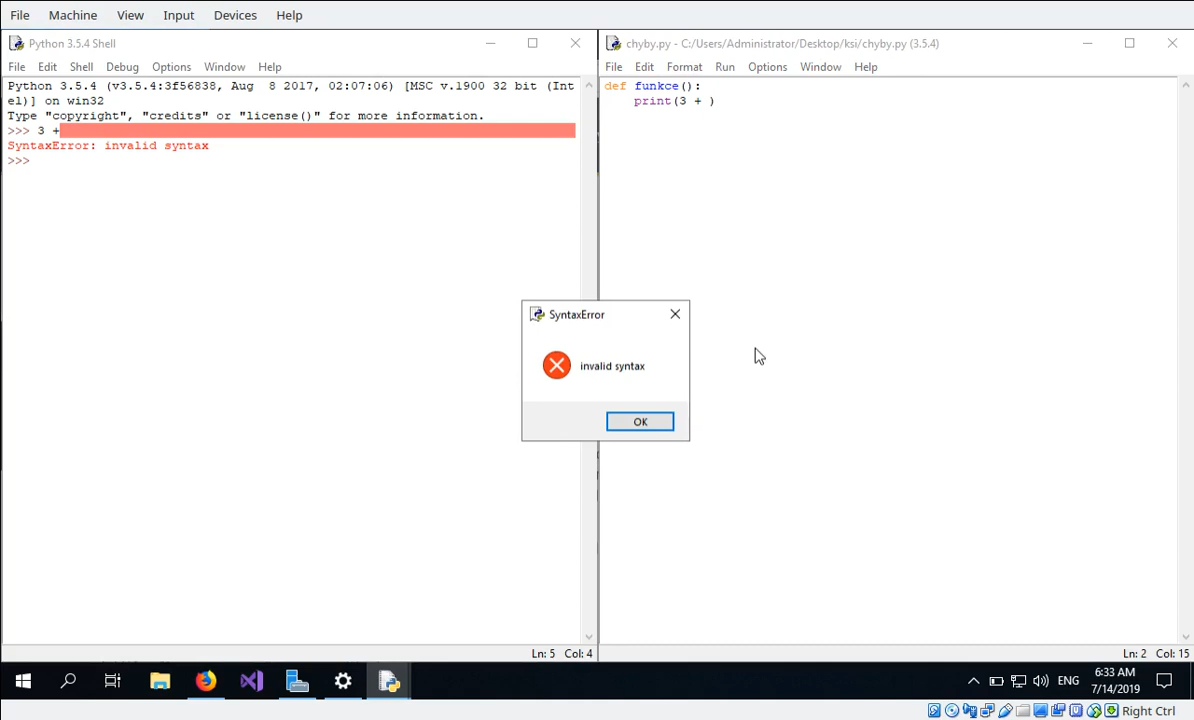 File Machine View Input Devices Help
Python 3.5.4 Shell
File Edit Shell Debug Options Window Help
Python 3.5.4 (v3.5.4:3f56838, Aug  8 2017, 02:07:06) [MSC v.1900 32 bit (Int
el)] on win32
Type "copyright", "credits" or "license()" for more information.
>>> 3 +
SyntaxError: invalid syntax
>>>
Ln: 5 Col: 4
chyby.py - C:/Users/Administrator/Desktop/ksi/chyby.py (3.5.4)
File Edit Format Run Options Window Help
def funkce():
    print(3 + )
Ln: 2 Col: 15
SyntaxError
invalid syntax
OK
ENG
6:33 AM
7/14/2019
Right Ctrl